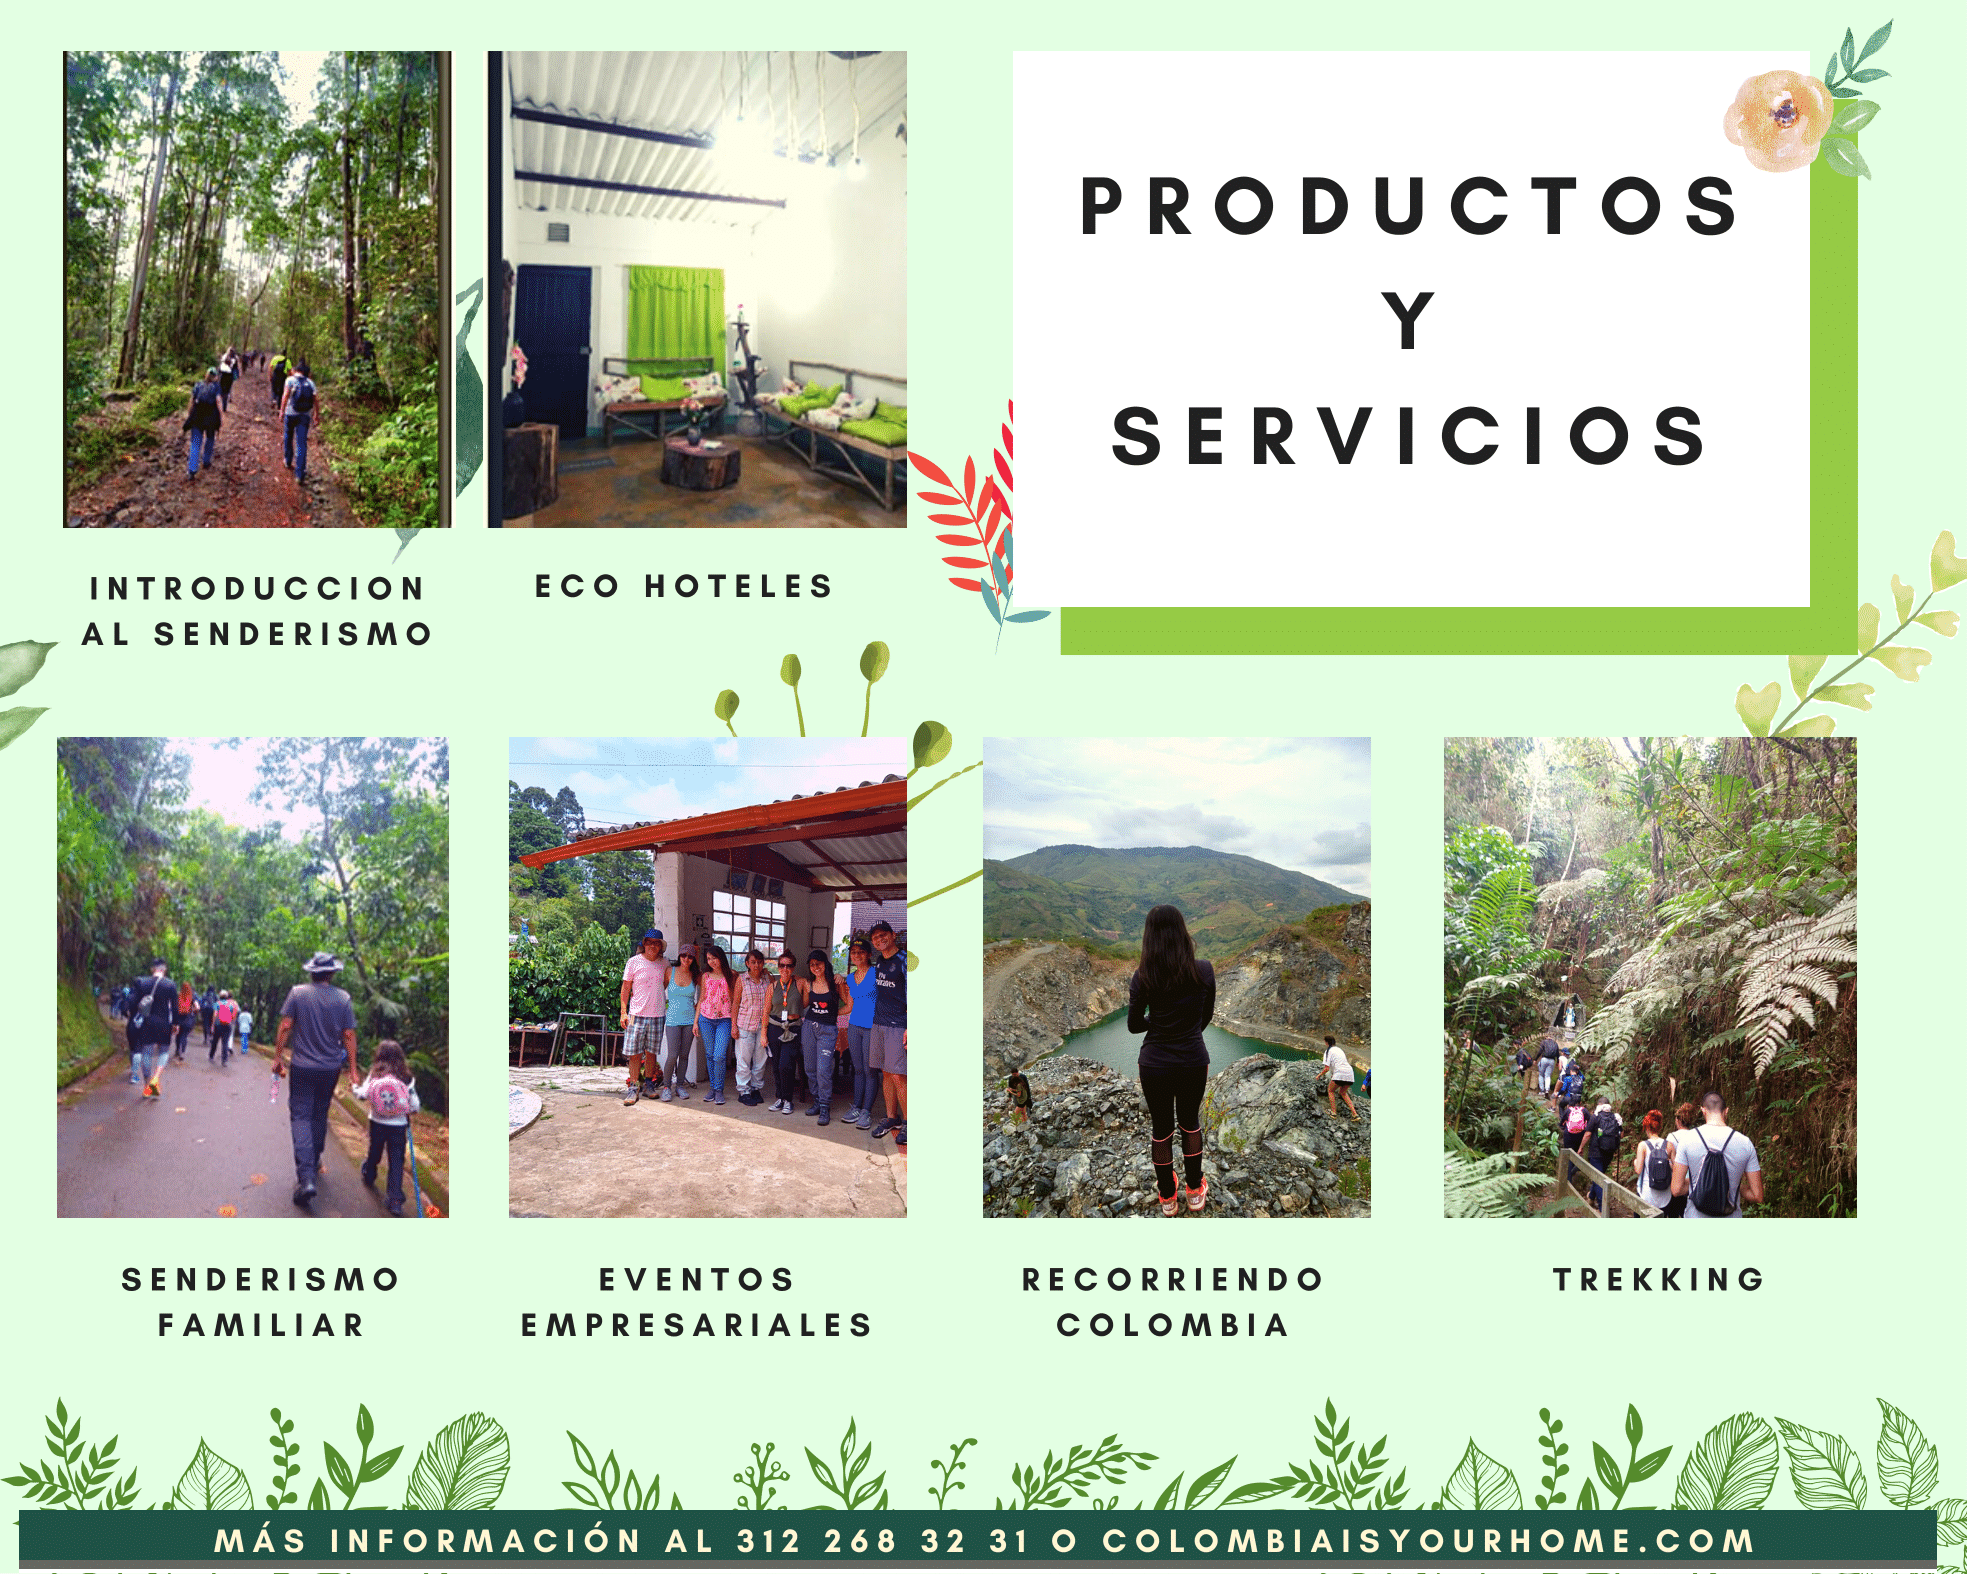 PRODUCTOS
Y
SERVICIOS
INTRODUCCION
AL SENDERISMO
ECO HOTELES
SENDERISMO
FAMILIAR
EVENTOS
EMPRESARIALES
RECORRIENDO
COLOMBIA
TREKKING
MÁS INFORMACIÓN AL 312 268 32 31 O COLOMBIAISYOURHOME.COM